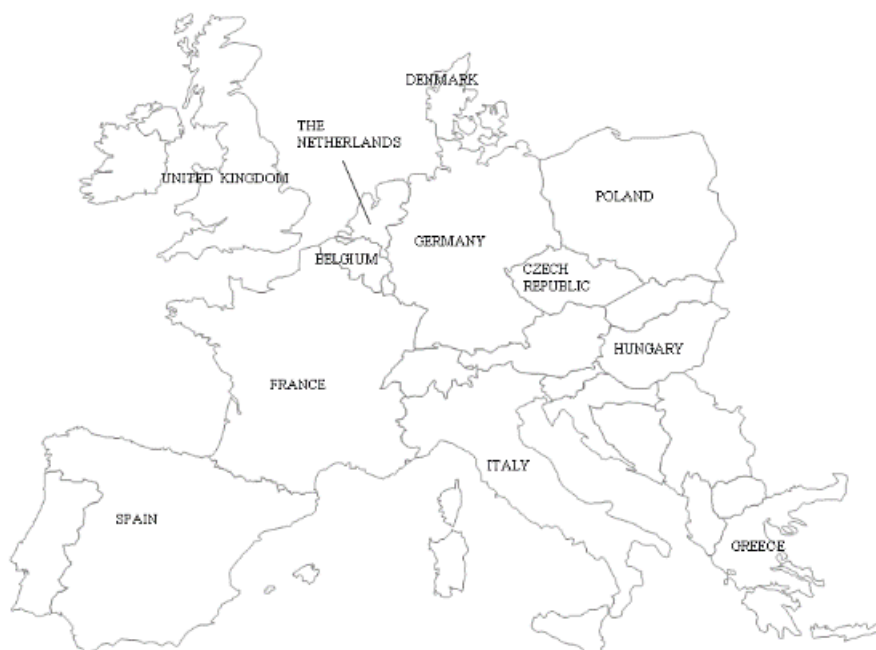 DENMARK
THE
NETHERLANDS
UNITED KINGDOM
POLAND
GERMANY
BELGIUM
CZECH
REPUBLIC
HUNGARY
FRANCE
ITALY
SPAIN
GREECE